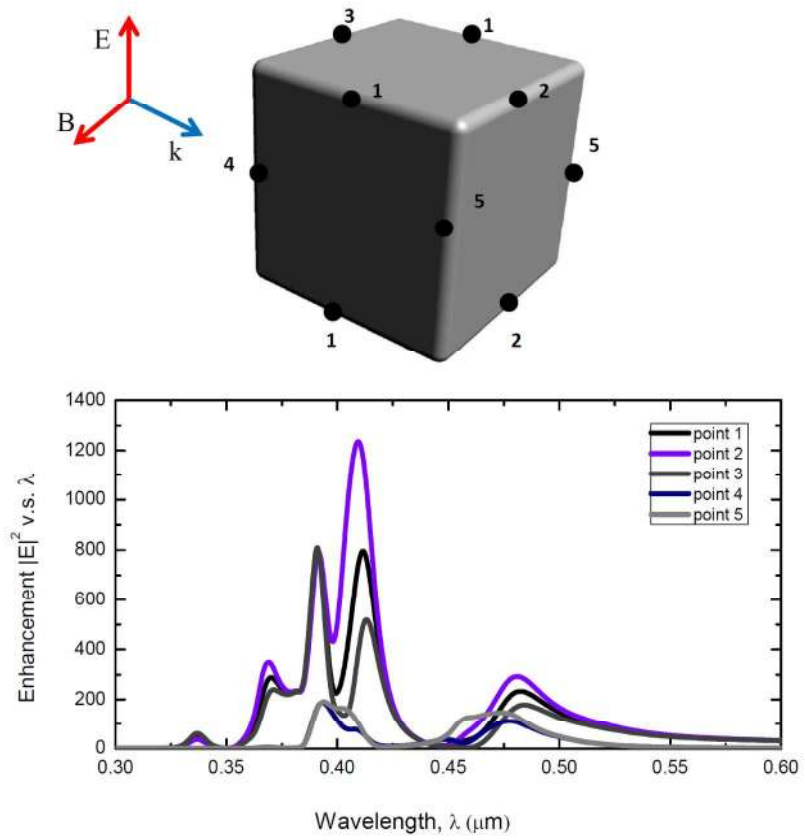 3
1
E
1
2
B
k
4
5
5
1
2
1400
1200
1000
800
600
400
200
0
Enhancement |E|² v.s. λ
point 1
point 2
point 3
point 4
point 5
0.30 0.35 0.40 0.45 0.50 0.55 0.60
Wavelength, λ (μm)